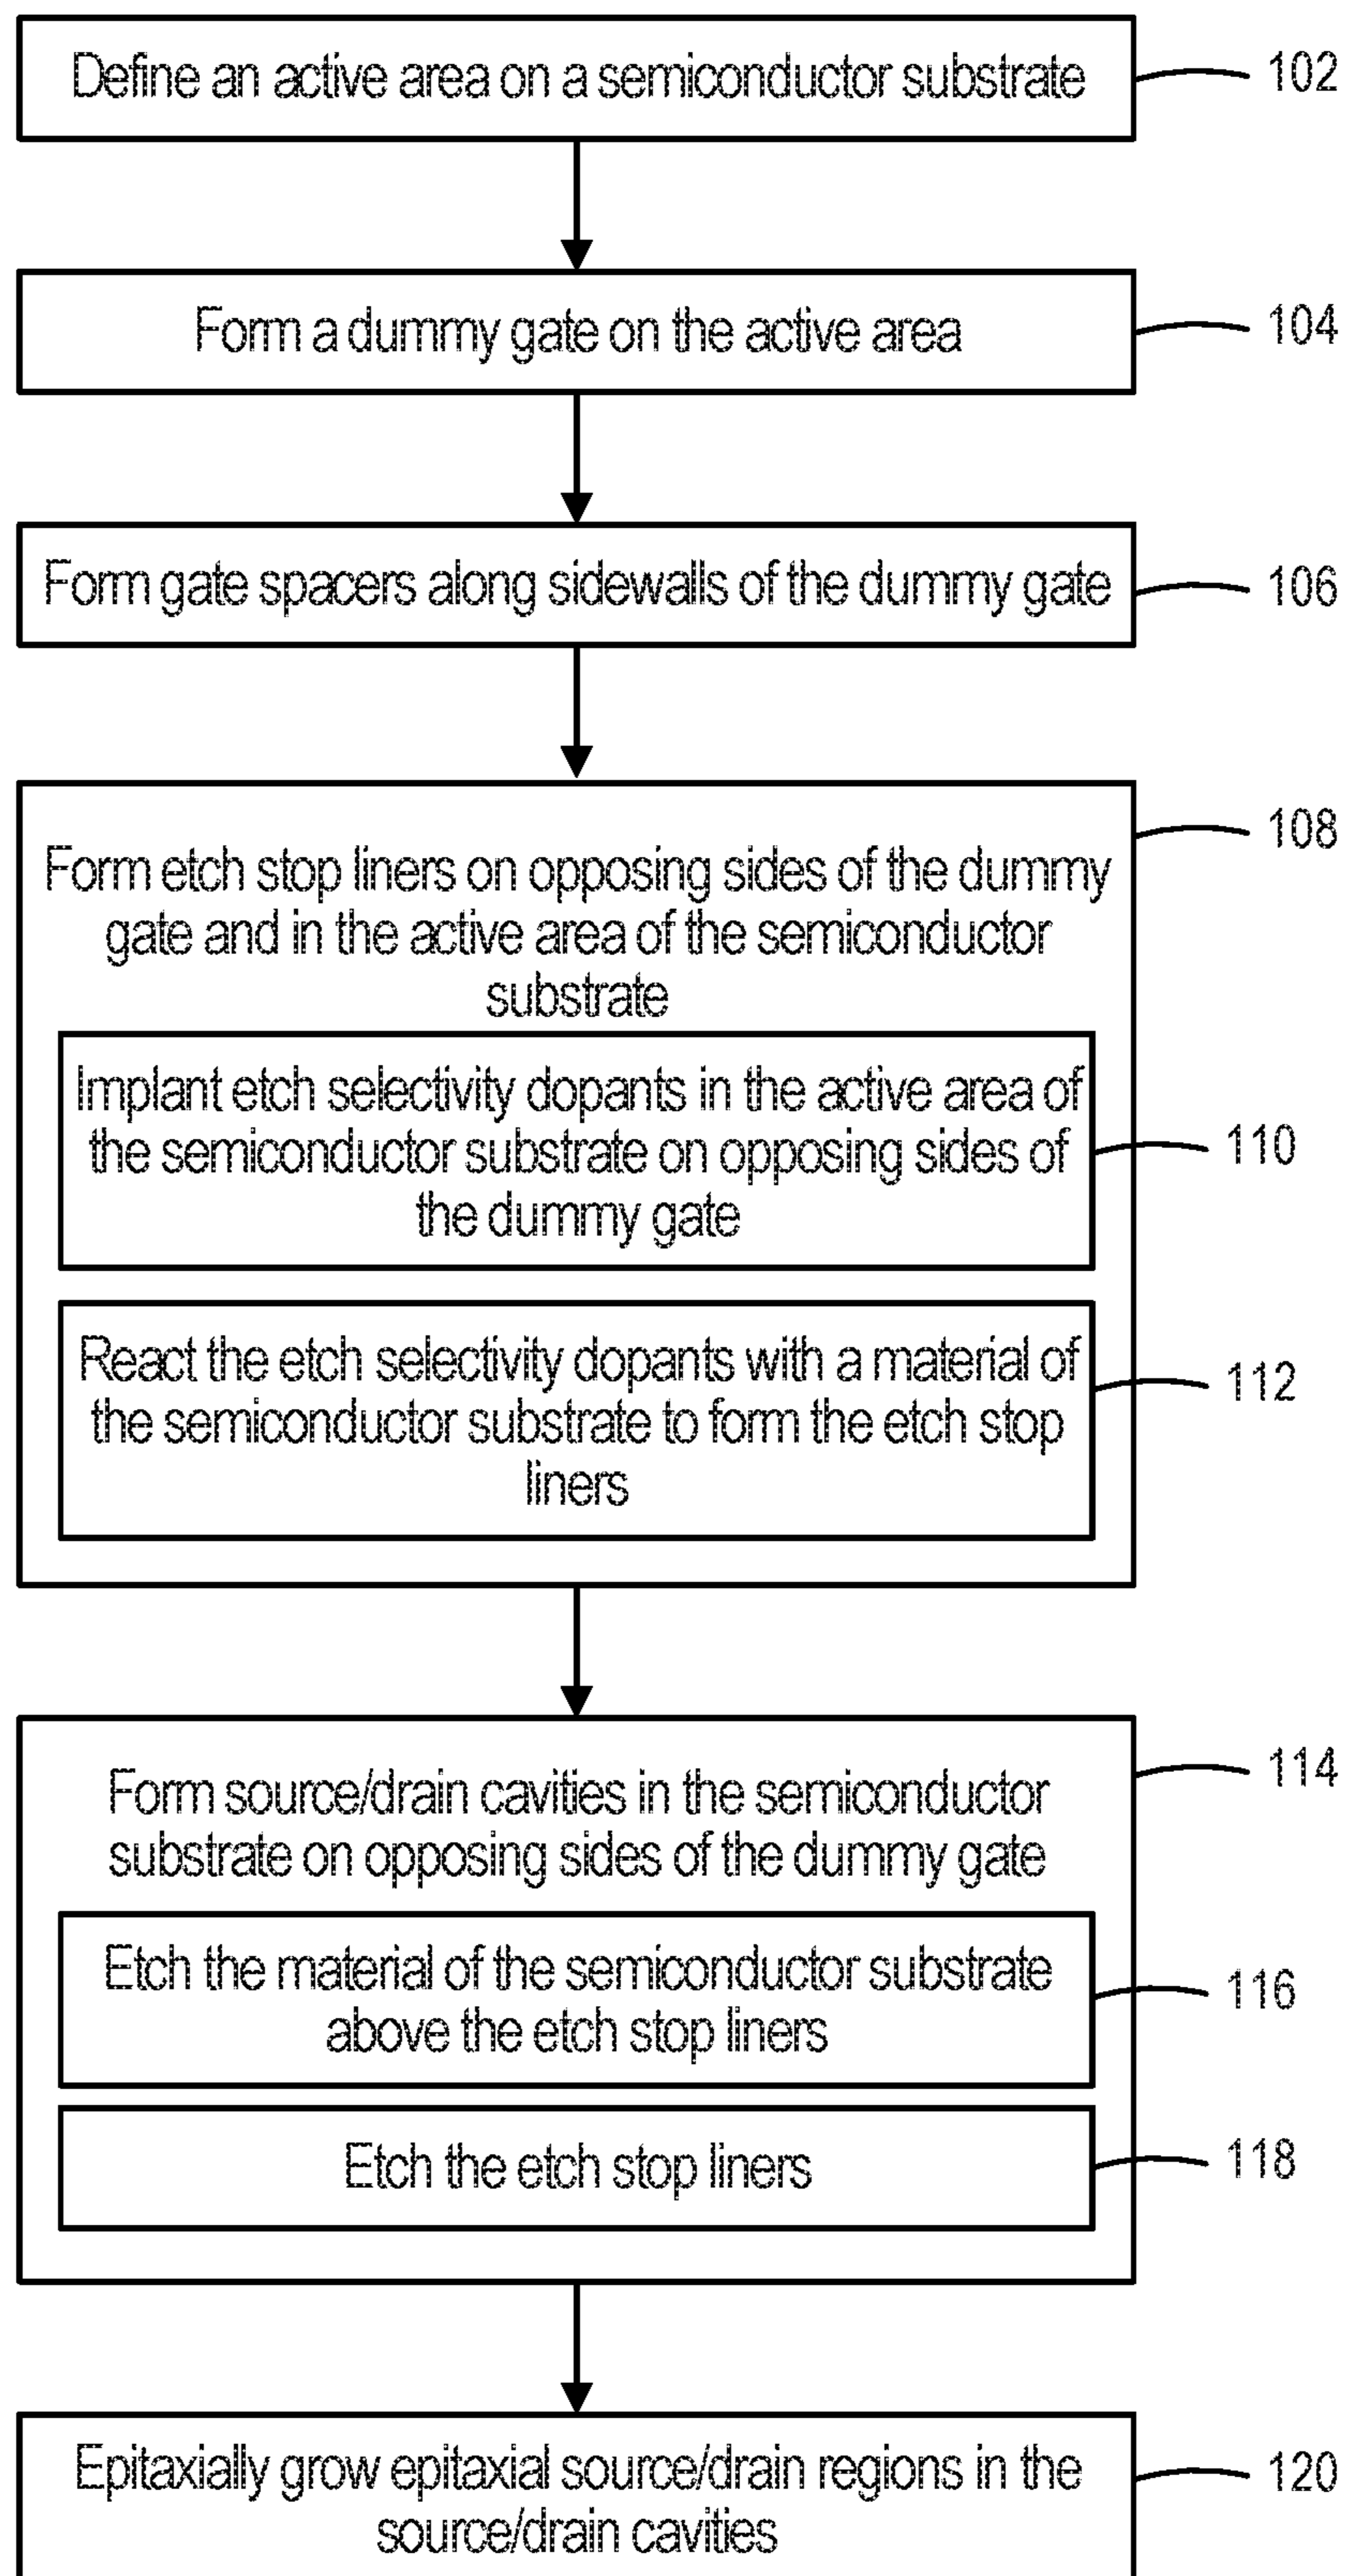 Define an active area on a semiconductor substrate
102
Form a dummy gate on the active area
104
Form gate spacers along sidewalls of the dummy gate
106
108
Form etch stop liners on opposing sides of the dummy
gate and in the active area of the semiconductor
substrate
Implant etch selectivity dopants in the active area of
the semiconductor substrate on opposing sides of
the dummy gate
110
React the etch selectivity dopants with a material of
the semiconductor substrate to form the etch stop
liners
112
114
Form source/drain cavities in the semiconductor
substrate on opposing sides of the dummy gate
Etch the material of the semiconductor substrate
above the etch stop liners
116
Etch the etch stop liners
118
Epitaxially grow epitaxial source/drain regions in the
source/drain cavities
120